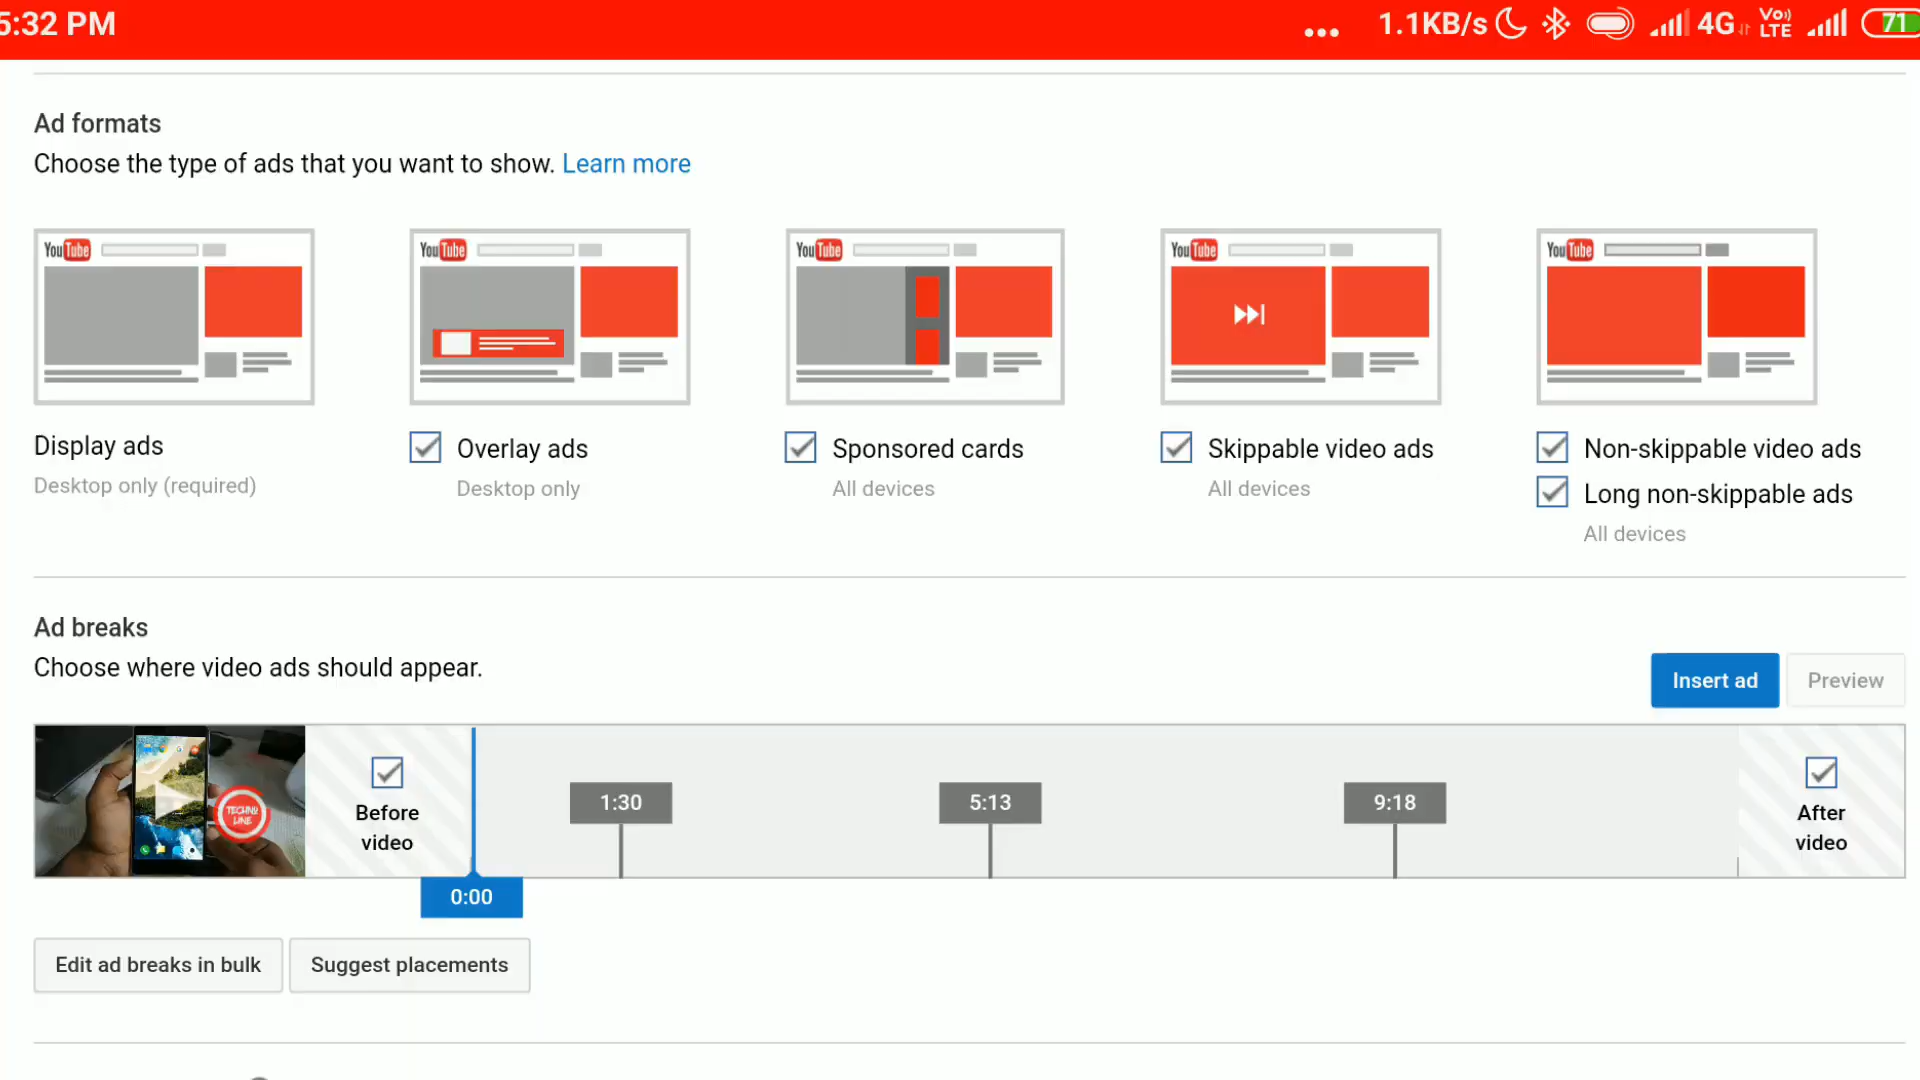 5:32 PM
... 1.1KB/s 4G Vo)) LTE 71
Ad formats
Choose the type of ads that you want to show. Learn more
YouTube YouTube YouTube YouTube YouTube
Display ads
Desktop only (required)
Overlay ads
Desktop only
Sponsored cards
All devices
Skippable video ads
All devices
Non-skippable video ads
Long non-skippable ads
All devices
Ad breaks
Choose where video ads should appear.
Insert ad
Preview
TECHNO
LINE
Before
video
1:30
5:13
9:18
After
video
0:00
Edit ad breaks in bulk
Suggest placements